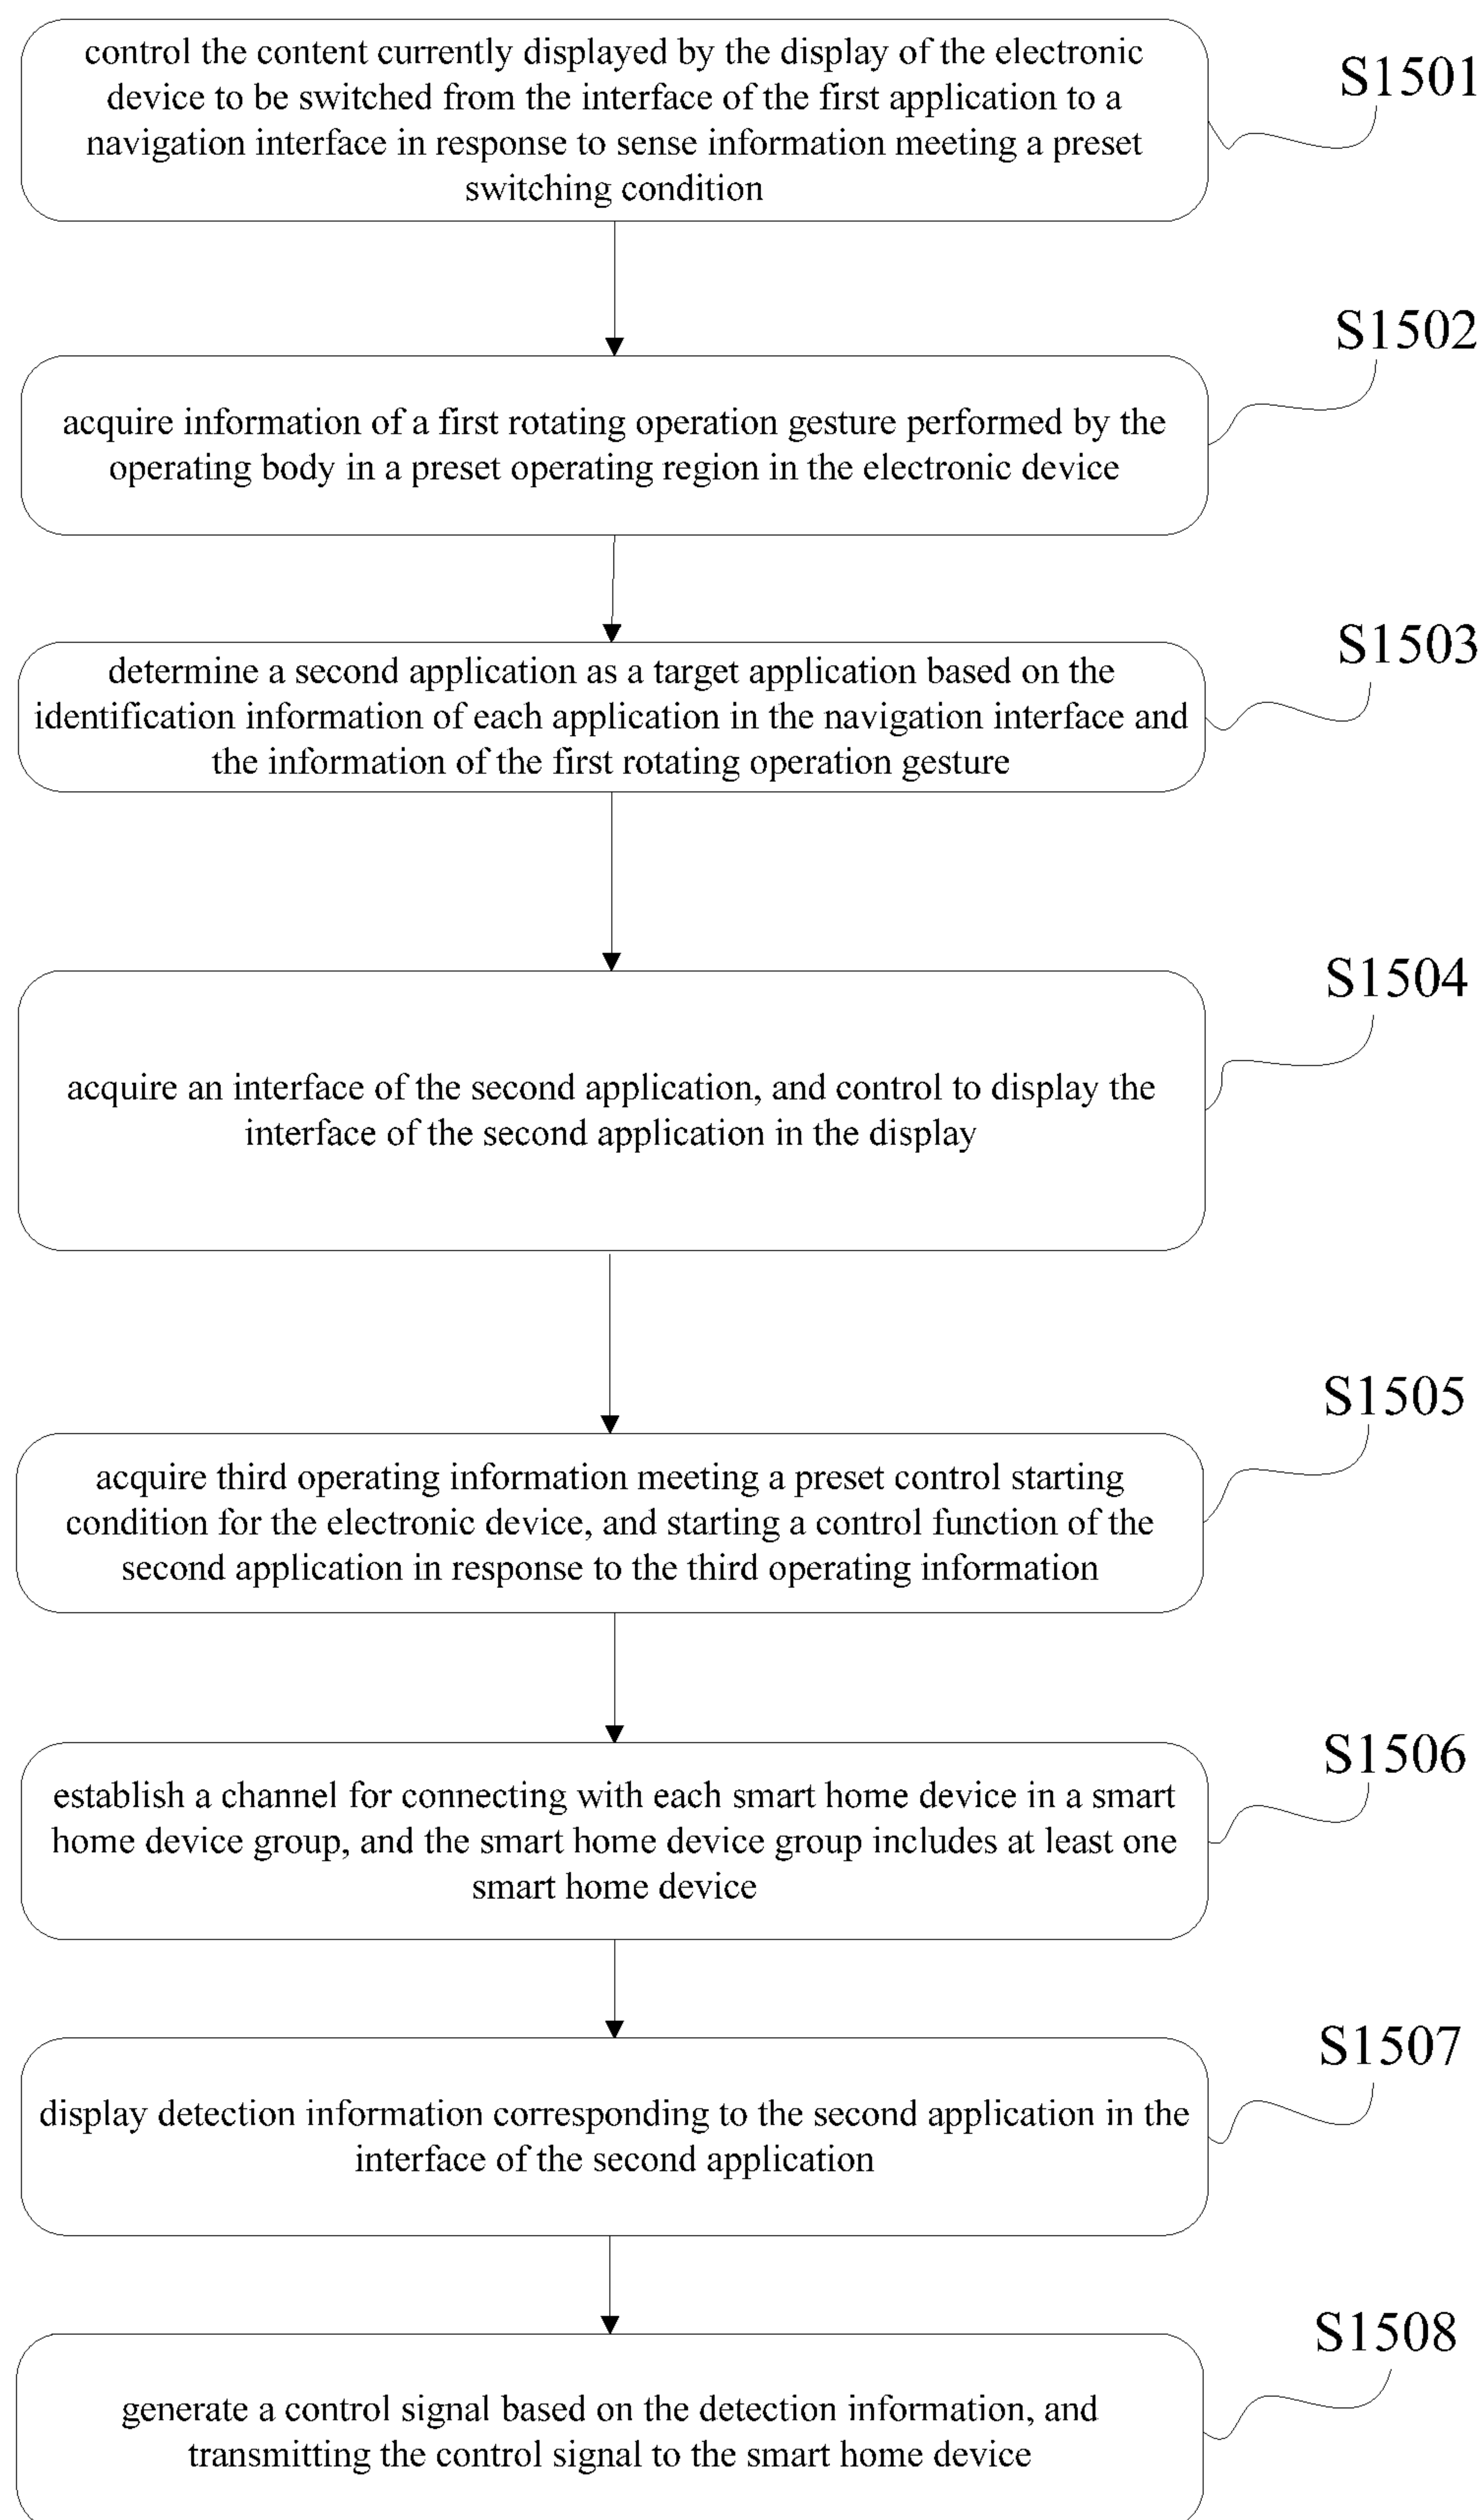 control the content currently displayed by the display of the electronic
device to be switched from the interface of the first application to a
navigation interface in response to sense information meeting a preset
switching condition
S1501
acquire information of a first rotating operation gesture performed by the
operating body in a preset operating region in the electronic device
S1502
determine a second application as a target application based on the
identification information of each application in the navigation interface and
the information of the first rotating operation gesture
S1503
acquire an interface of the second application, and control to display the
interface of the second application in the display
S1504
acquire third operating information meeting a preset control starting
condition for the electronic device, and starting a control function of the
second application in response to the third operating information
S1505
establish a channel for connecting with each smart home device in a smart
home device group, and the smart home device group includes at least one
smart home device
S1506
display detection information corresponding to the second application in the
interface of the second application
S1507
generate a control signal based on the detection information, and
transmitting the control signal to the smart home device
S1508